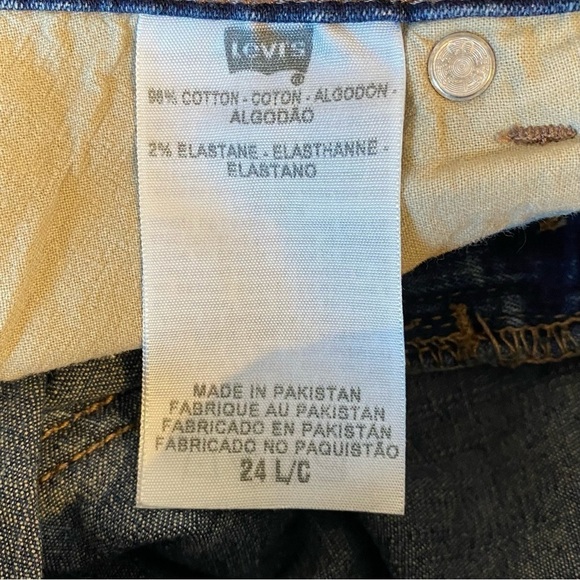 Levi's
®
98% COTTON - COTON - ALGODON -
ALGODÃO
2% ELASTANE - ELASTHANNE -
ELASTANO
MADE IN PAKISTAN
FABRIQUE AU PAKISTAN
FABRICADO EN PAKISTAN
FABRICADO NO PAQUISTÃO
24 L/C